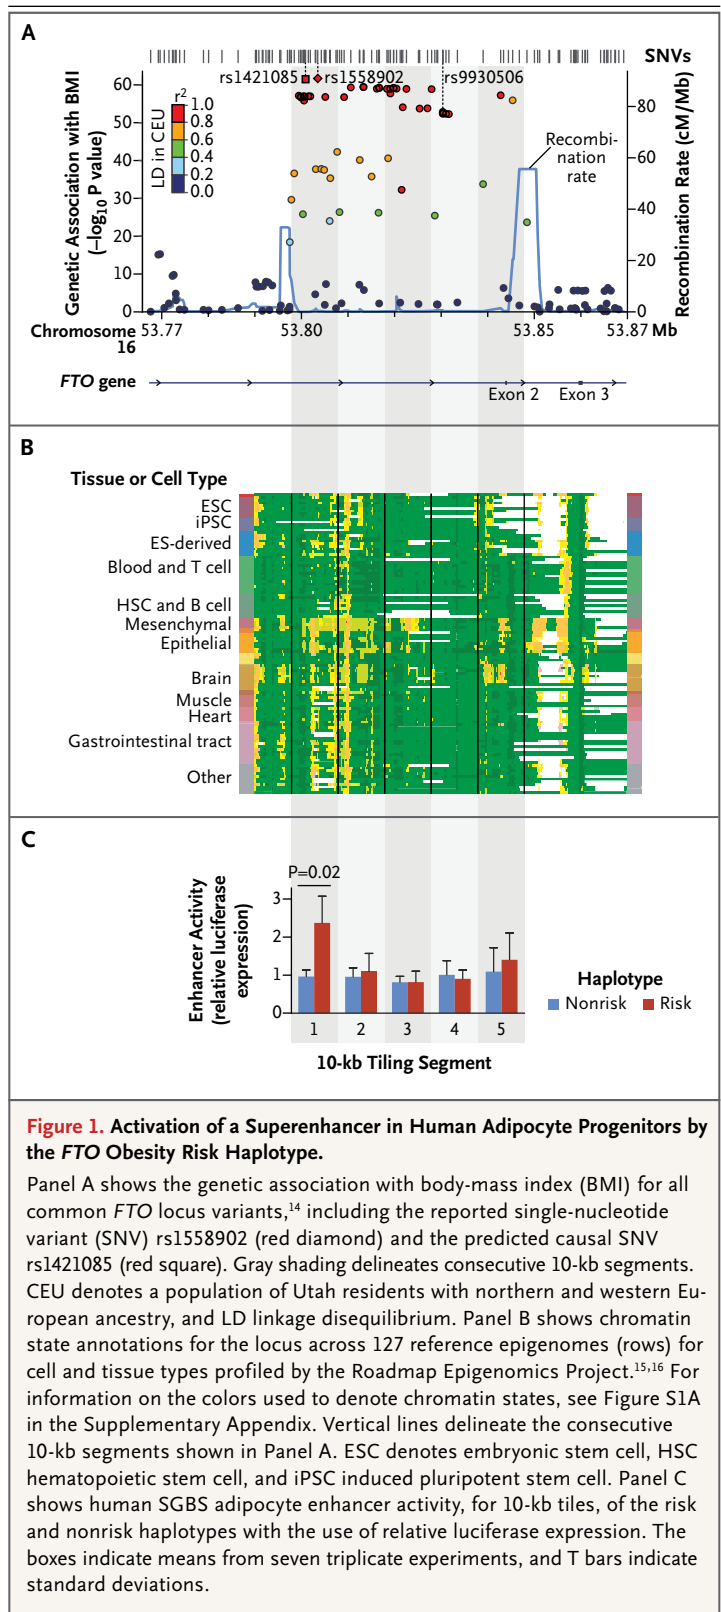 A
SNVs
rs1421085
rs1558902
rs9930506
Genetic Association with BMI
(−log10 P value)
60
50
40
30
20
10
0
LD in CEU
r2
1.0
0.8
0.6
0.4
0.2
0.0
Recombi-
nation
rate
Recombination Rate (cM/Mb)
80
60
40
20
0
Chromosome
16
53.77
53.80
53.85
53.87 Mb
FTO gene
Exon 2
Exon 3
B
Tissue or Cell Type
ESC
iPSC
ES-derived
Blood and T cell
HSC and B cell
Mesenchymal
Epithelial
Brain
Muscle
Heart
Gastrointestinal tract
Other
C
P=0.02
Enhancer Activity
(relative luciferase
expression)
3
2
1
0
1
2
3
4
5
10-kb Tiling Segment
Haplotype
Nonrisk
Risk
Figure 1. Activation of a Superenhancer in Human Adipocyte Progenitors by
the FTO Obesity Risk Haplotype.
Panel A shows the genetic association with body-mass index (BMI) for all
common FTO locus variants,14 including the reported single-nucleotide
variant (SNV) rs1558902 (red diamond) and the predicted causal SNV
rs1421085 (red square). Gray shading delineates consecutive 10-kb segments.
CEU denotes a population of Utah residents with northern and western Eu-
ropean ancestry, and LD linkage disequilibrium. Panel B shows chromatin
state annotations for the locus across 127 reference epigenomes (rows) for
cell and tissue types profiled by the Roadmap Epigenomics Project.15,16 For
information on the colors used to denote chromatin states, see Figure S1A
in the Supplementary Appendix. Vertical lines delineate the consecutive
10-kb segments shown in Panel A. ESC denotes embryonic stem cell, HSC
hematopoietic stem cell, and iPSC induced pluripotent stem cell. Panel C
shows human SGBS adipocyte enhancer activity, for 10-kb tiles, of the risk
and nonrisk haplotypes with the use of relative luciferase expression. The
boxes indicate means from seven triplicate experiments, and T bars indicate
standard deviations.